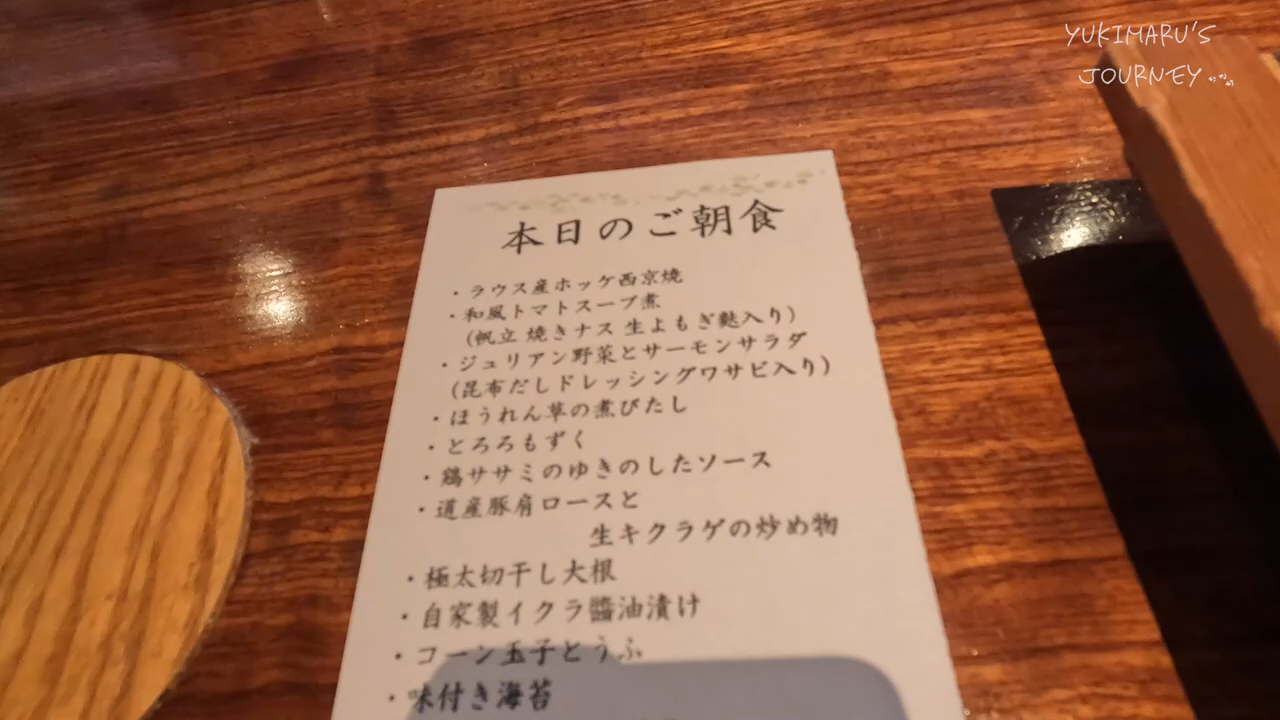 YUKIMARU'S
JOURNEY
本日のご朝食
・ラウス産ホッケ西京焼
・和風トマトスープ煮
(帆立 焼きナス 生よもぎ麩入り)
・ジュリアン野菜とサーモンサラダ
(昆布だしドレッシングワサビ入り)
・ほうれん草の煮びたし
・とろろもずく
・鶏ササミのゆきのしたソース
・道産豚肩ロースと
生キクラゲの炒め物
・極太切干し大根
・自家製イクラ醬油漬け
・コーン玉子とうふ
・味付き海苔